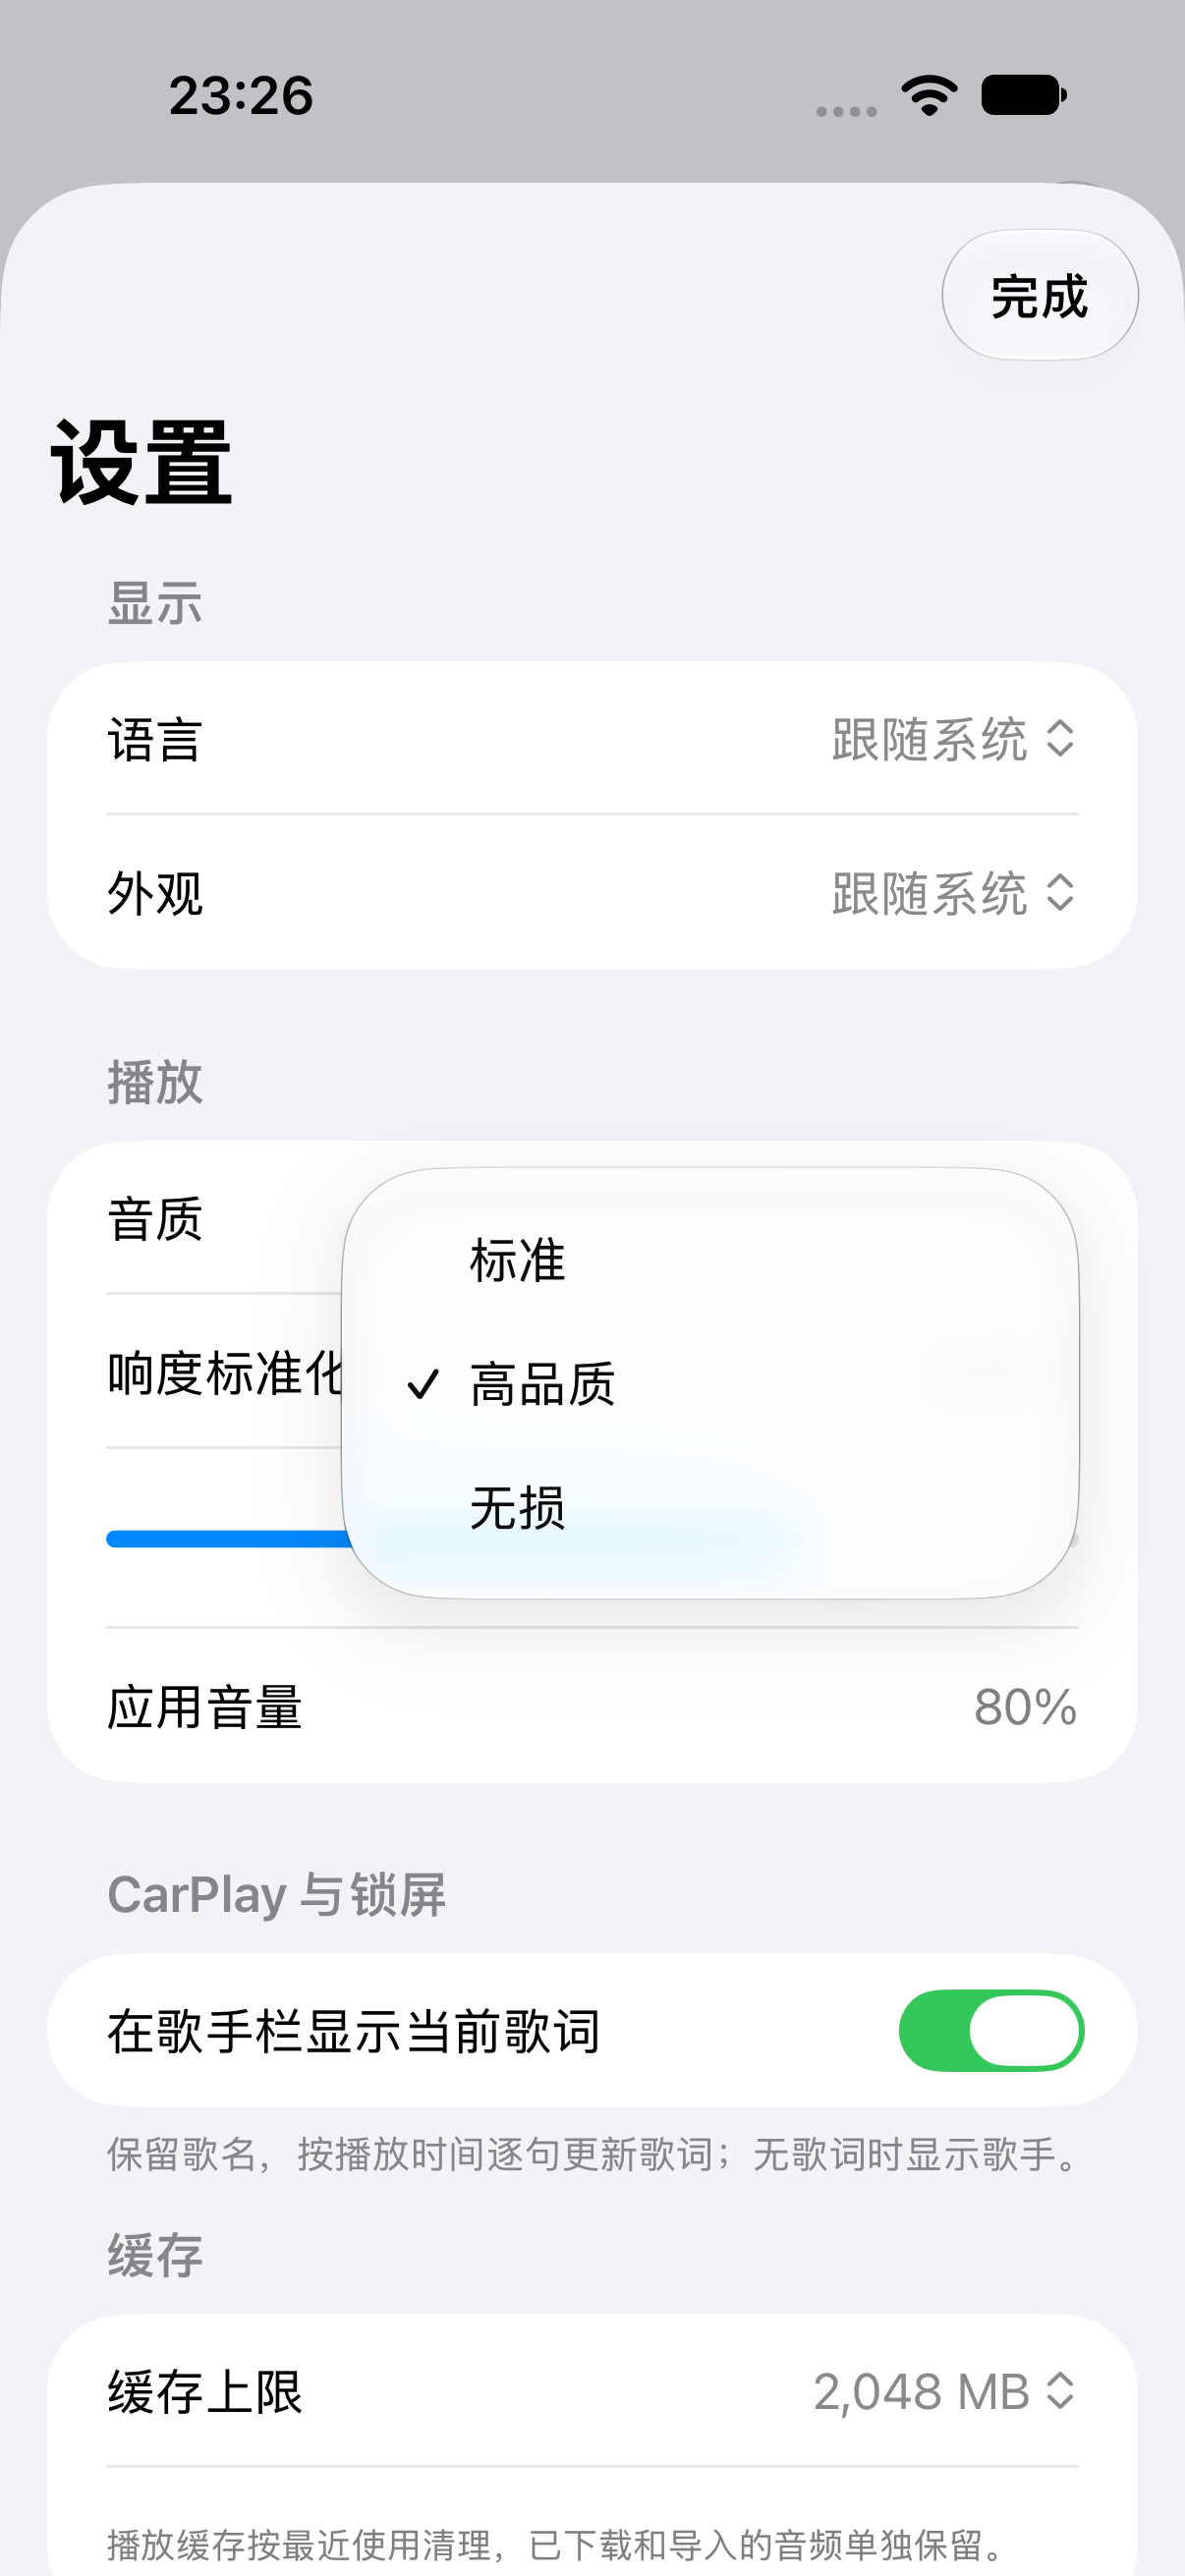 23:26
完成
设置
显示
语言 跟随系统
外观 跟随系统
播放
音质
标准
响度标准化
高品质
无损
应用音量 80%
CarPlay 与锁屏
在歌手栏显示当前歌词
保留歌名，按播放时间逐句更新歌词；无歌词时显示歌手。
缓存
缓存上限 2,048 MB
播放缓存按最近使用清理，已下载和导入的音频单独保留。